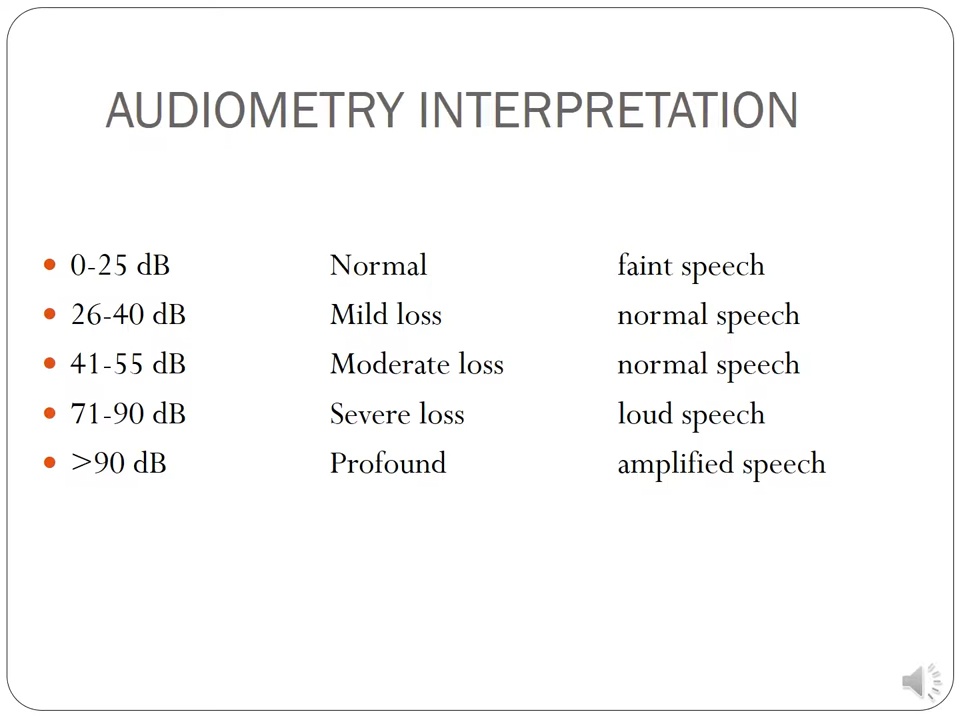 AUDIOMETRY INTERPRETATION
0-25 dB Normal faint speech
26-40 dB Mild loss normal speech
41-55 dB Moderate loss normal speech
71-90 dB Severe loss loud speech
>90 dB Profound amplified speech